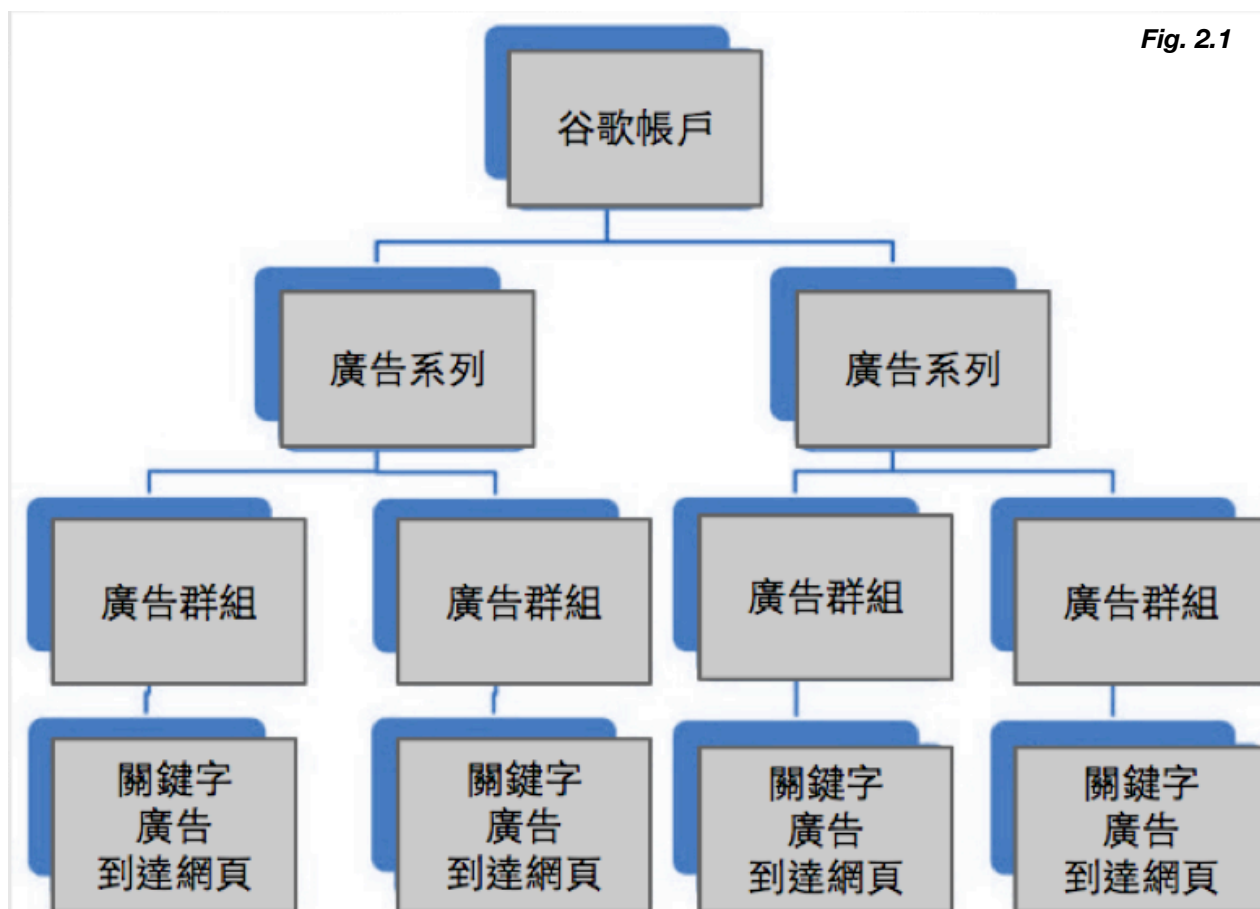 Fig. 2.1
谷歌帳戶
廣告系列
廣告系列
廣告群組
廣告群組
廣告群組
廣告群組
關鍵字
廣告
到達網頁
關鍵字
廣告
到達網頁
關鍵字
廣告
到達網頁
關鍵字
廣告
到達網頁